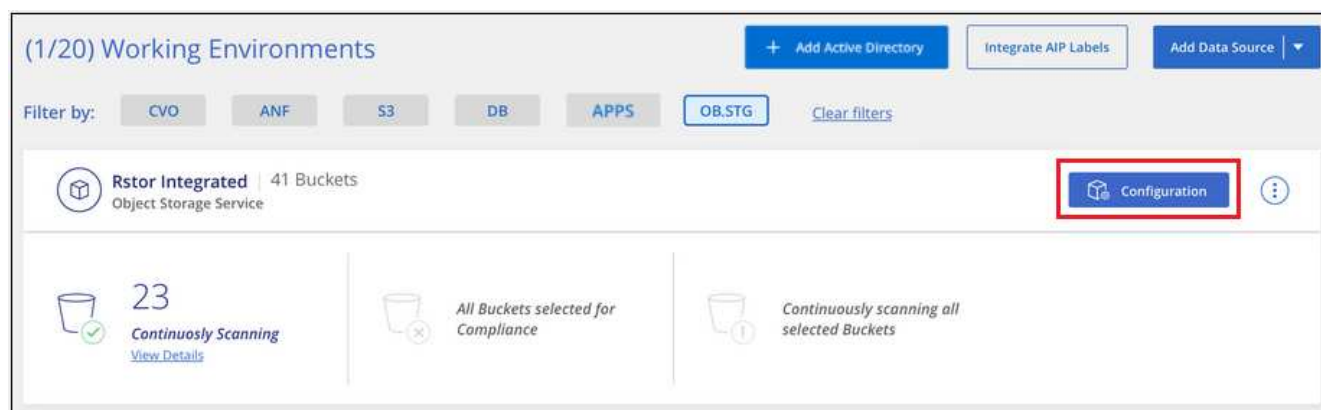 (1/20) Working Environments
+ Add Active Directory
Integrate AIP Labels
Add Data Source
Filter by:
CVO
ANF
S3
DB
APPS
OB.STG
Clear filters
Rstor Integrated | 41 Buckets
Object Storage Service
Configuration
23
Continuosly Scanning
View Details
All Buckets selected for
Compliance
Continuously scanning all
selected Buckets